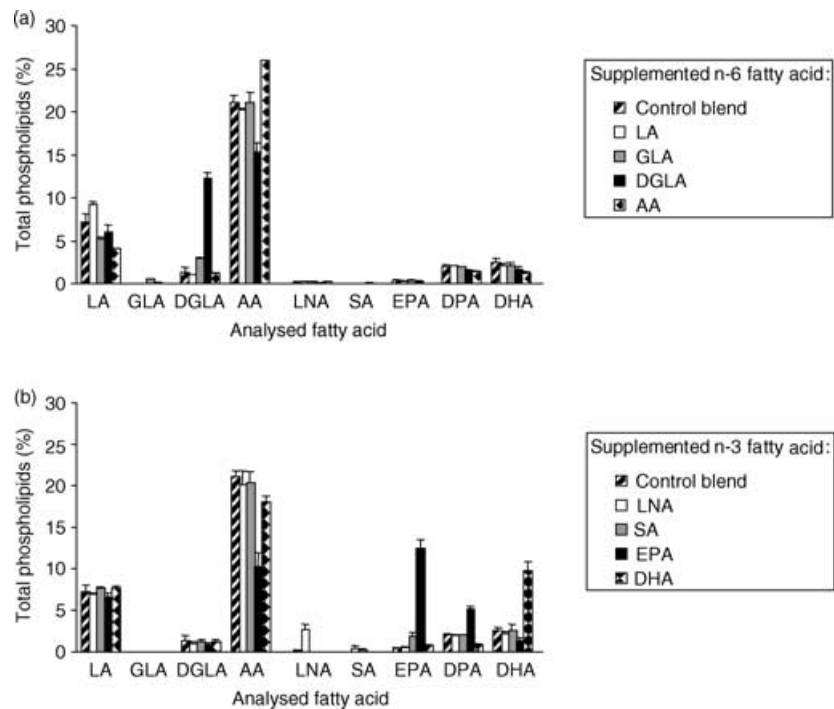 (a)
Total phospholipids (%)
30
25
20
15
10
5
0
LA GLA DGLA AA LNA SA EPA DPA DHA
Analysed fatty acid
Supplemented n-6 fatty acid:
Control blend
LA
GLA
DGLA
AA
(b)
Total phospholipids (%)
30
25
20
15
10
5
0
LA GLA DGLA AA LNA SA EPA DPA DHA
Analysed fatty acid
Supplemented n-3 fatty acid:
Control blend
LNA
SA
EPA
DHA